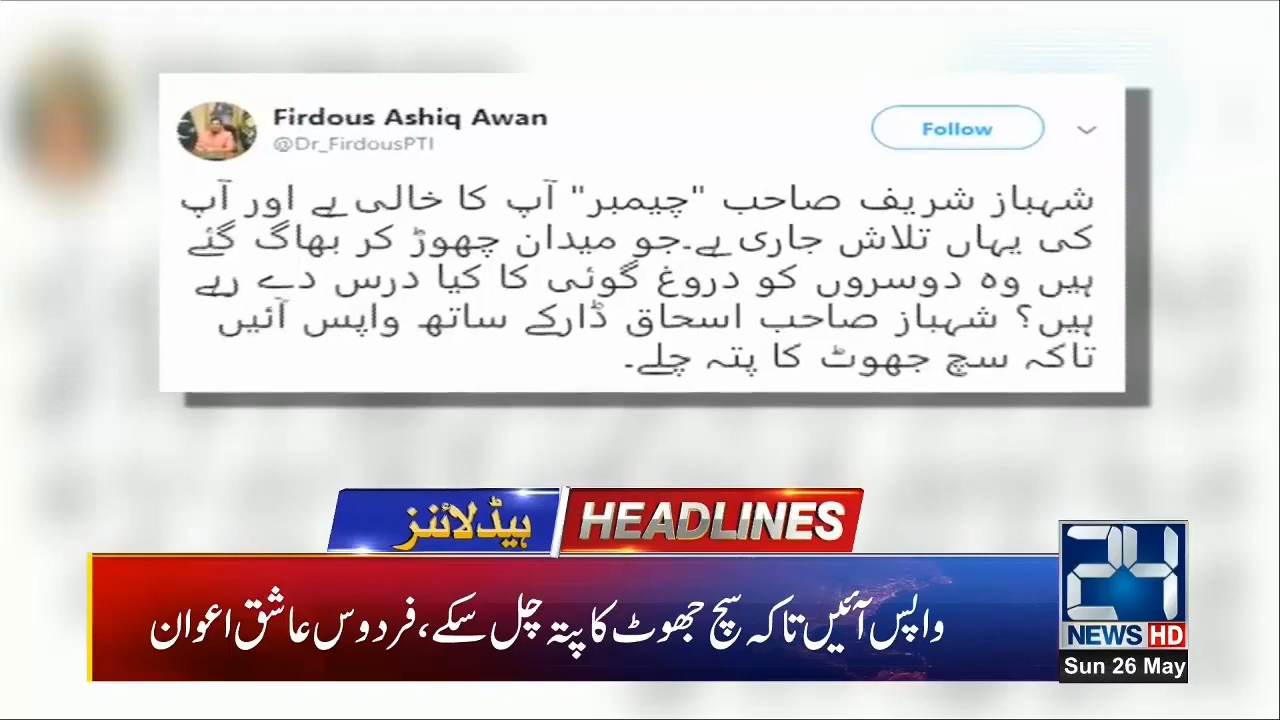 Firdous Ashiq Awan
@Dr_FirdousPTI
Follow
شہباز شریف صاحب "چیمبر" آپ کا خالی ہے اور آپ
کی یہاں تلاش جاری ہے۔جو میدان چھوڑ کر بھاگ گئے
ہیں وہ دوسروں کو دروغ گوئی کا کیا درس دے رہے
ہیں؟ شہباز صاحب اسحاق ڈارکے ساتھ واپس آئیں
تاکہ سچ جھوٹ کا پتہ چلے۔
ہیڈلائنز HEADLINES
واپس آئیں تاکہ سچ جھوٹ کا پتہ چل سکے، فردوس عاشق اعوان
24
NEWS HD
Sun 26 May